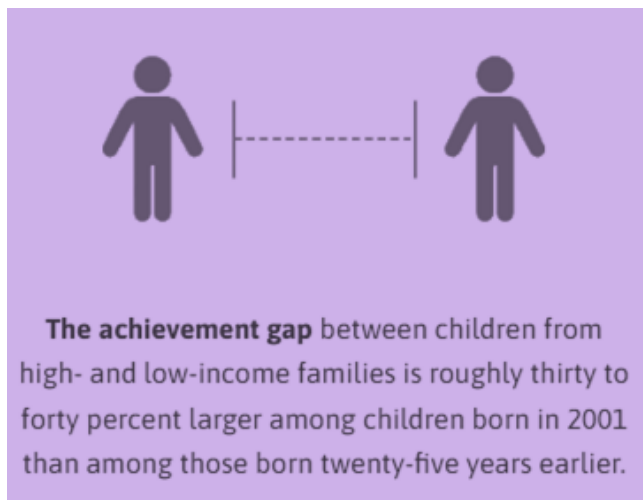 The achievement gap between children from
high- and low-income families is roughly thirty to
forty percent larger among children born in 2001
than among those born twenty-five years earlier.